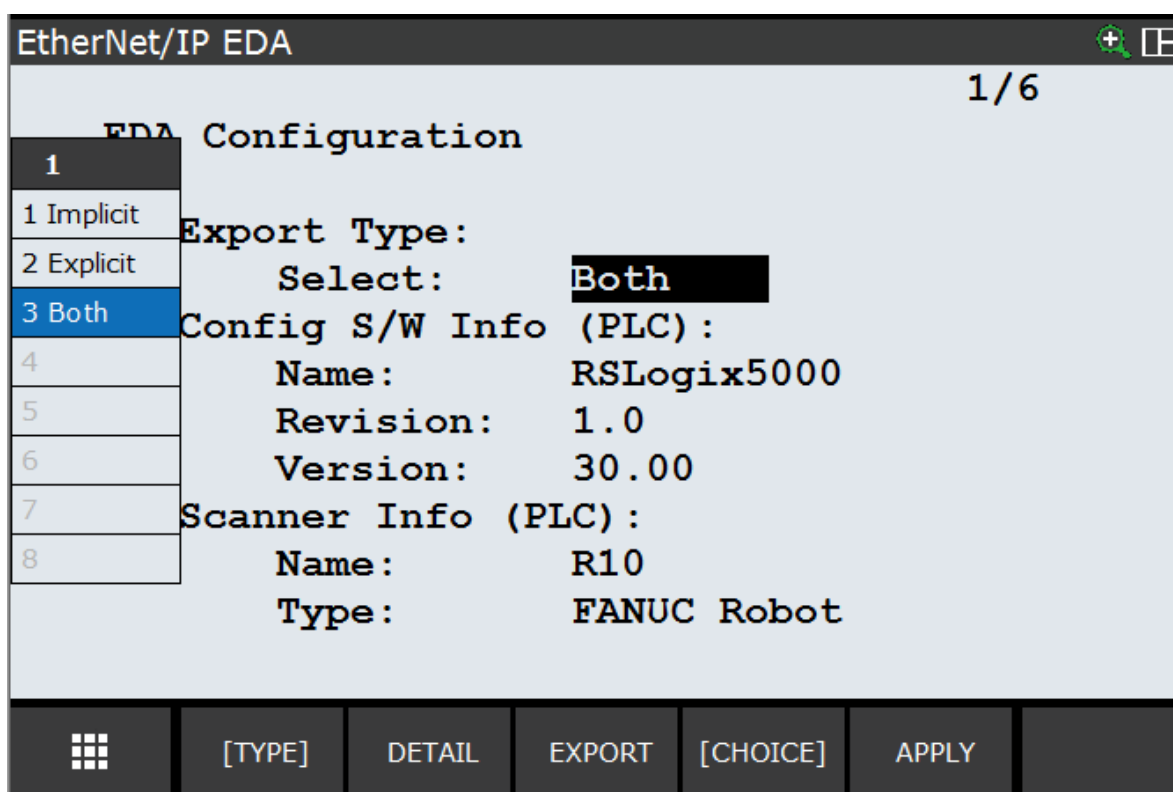 EtherNet/IP EDA
1/6
EDA Configuration
1
1 Implicit
2 Explicit
3 Both
4
5
6
7
8
Export Type:
Select: Both
Config S/W Info (PLC):
Name: RSLogix5000
Revision: 1.0
Version: 30.00
Scanner Info (PLC):
Name: R10
Type: FANUC Robot
[TYPE] DETAIL EXPORT [CHOICE] APPLY